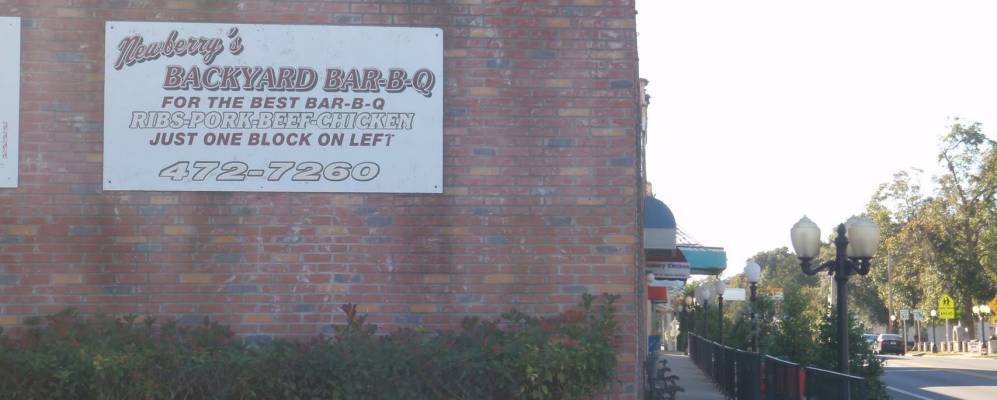 Newberry's
BACKYARD BAR-B-Q
FOR THE BEST BAR-B-Q
RIBS-PORK-BEEF-CHICKEN
JUST ONE BLOCK ON LEFT
472-7260